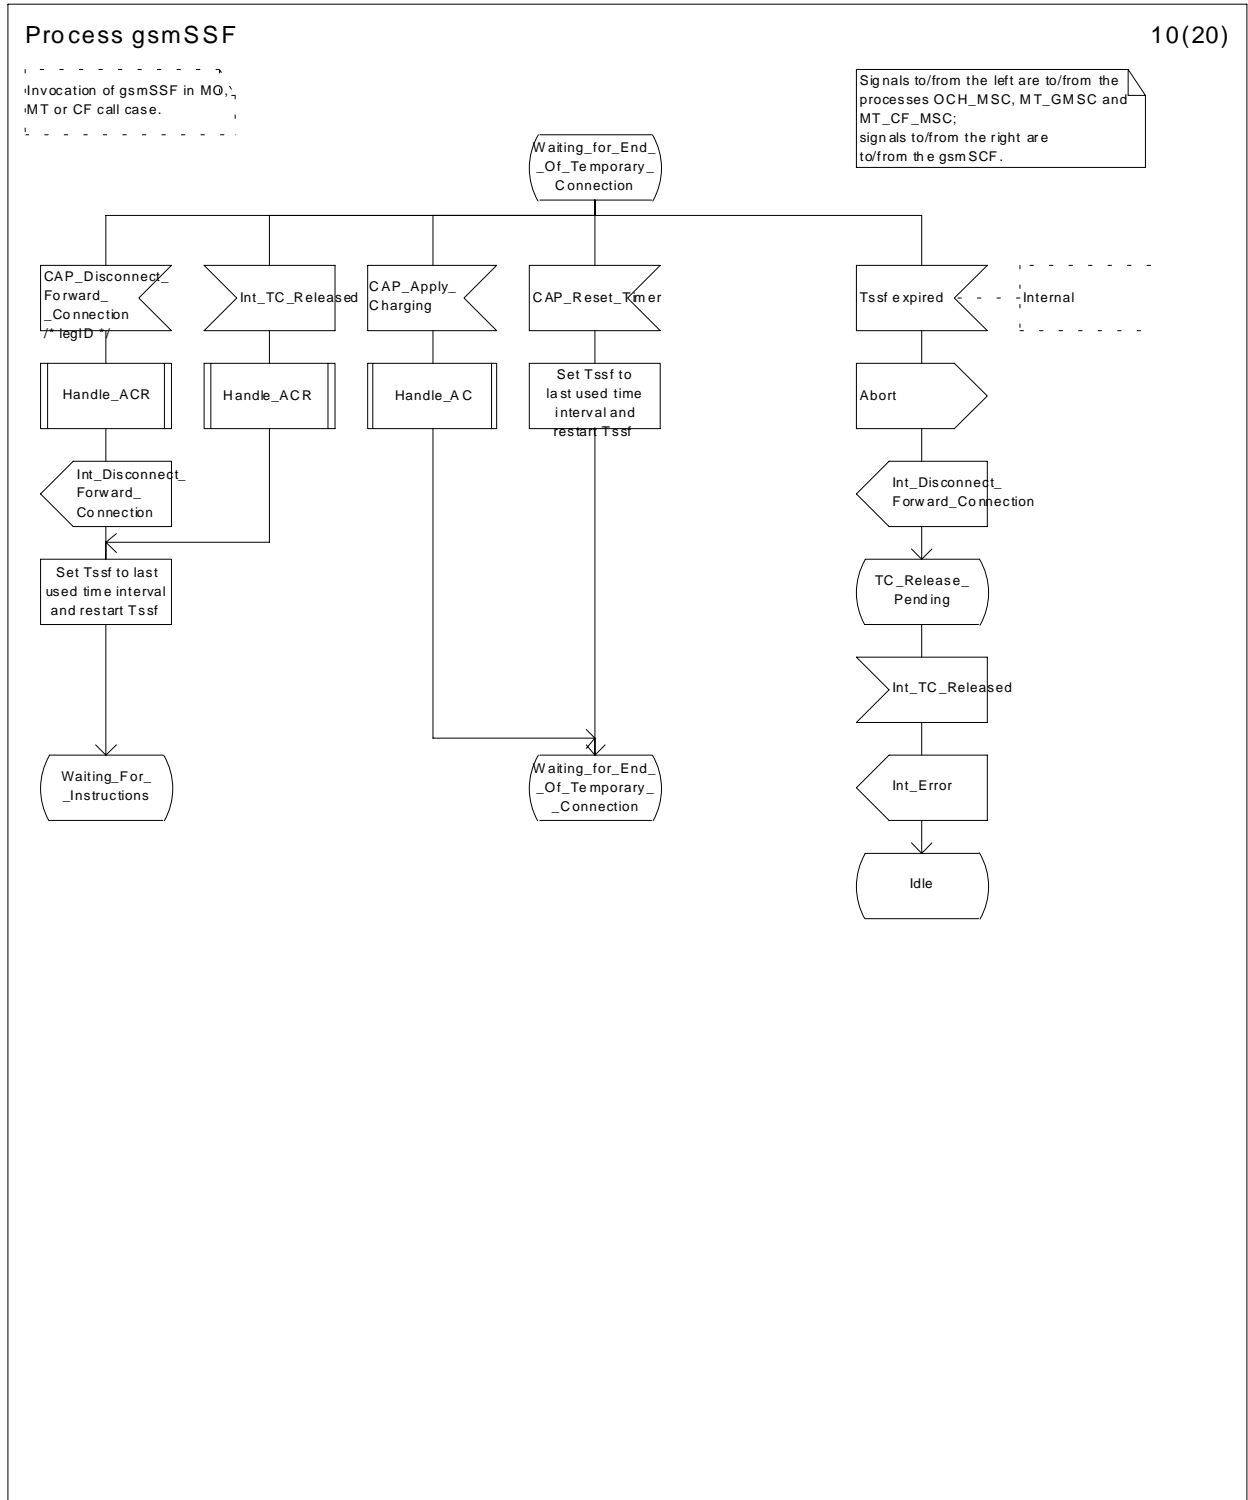 Process gsmSSF
10(20)
Invocation of gsmSSF in MO,
MT or CF call case.
Signals to/from the left are to/from the
processes OCH_MSC, MT_GMSC and
MT_CF_MSC;
signals to/from the right are
to/from the gsmSCF.
Waiting_for_End_
_Of_Temporary_
Connection
CAP_Disconnect_
Forward_
_Connection
/* legID */
Int_TC_Released
CAP_Apply_
Charging
CAP_Reset_Timer
Tssf expired
Internal
Handle_ACR
Handle_ACR
Handle_AC
Set Tssf to
last used time
interval and
restart Tssf
Abort
Int_Disconnect_
Forward_
Connection
Int_Disconnect_
Forward_Connection
Set Tssf to last
used time interval
and restart Tssf
TC_Release_
Pending
Int_TC_Released
Waiting_For_
_Instructions
Waiting_for_End_
_Of_Temporary_
_Connection
Int_Error
Idle